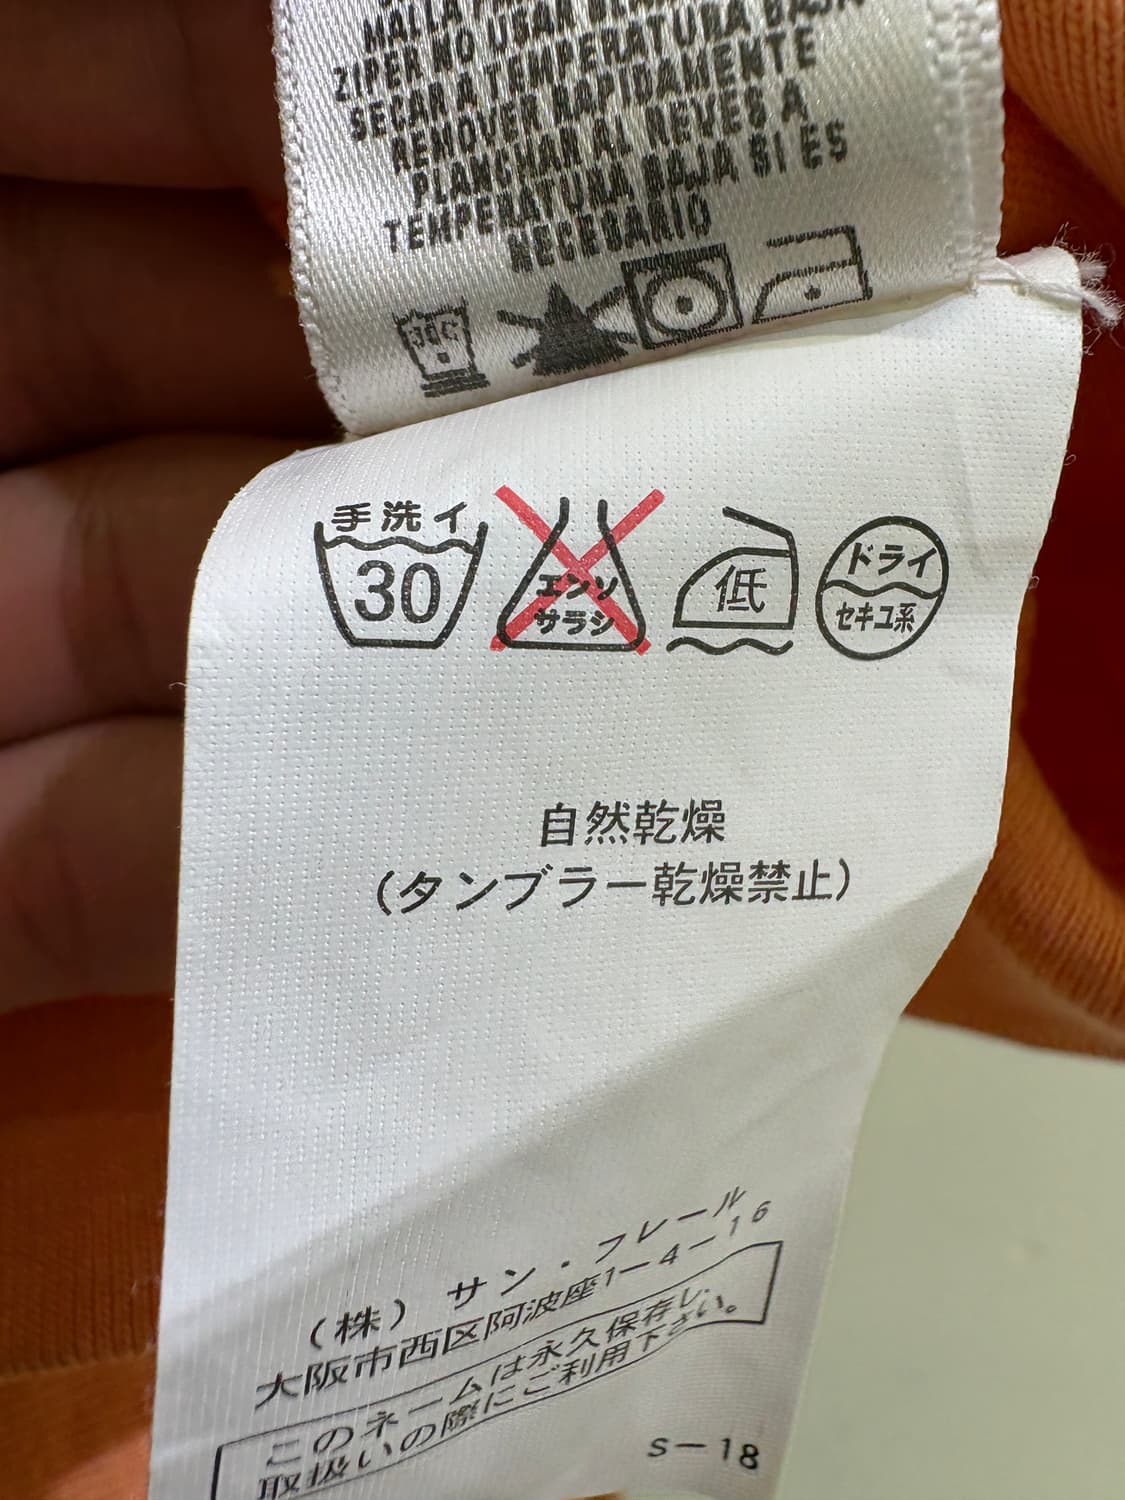 ZIPER NO USAR
SECAR A TEMPERATURA BAJA
REMOVER RAPIDAMENTE
PLANCHAR AL REVES A
TEMPERATURA BAJA SI ES
NECESARIO
手洗イ
30
エンソ
サラシ
低
ドライ
セキユ系
自然乾燥
(タンブラー乾燥禁止)
(株) サン・フレール
大阪市西区阿波座1-4-16
このネームは永久保存し、
取扱いの際にご利用下さい。
S-18